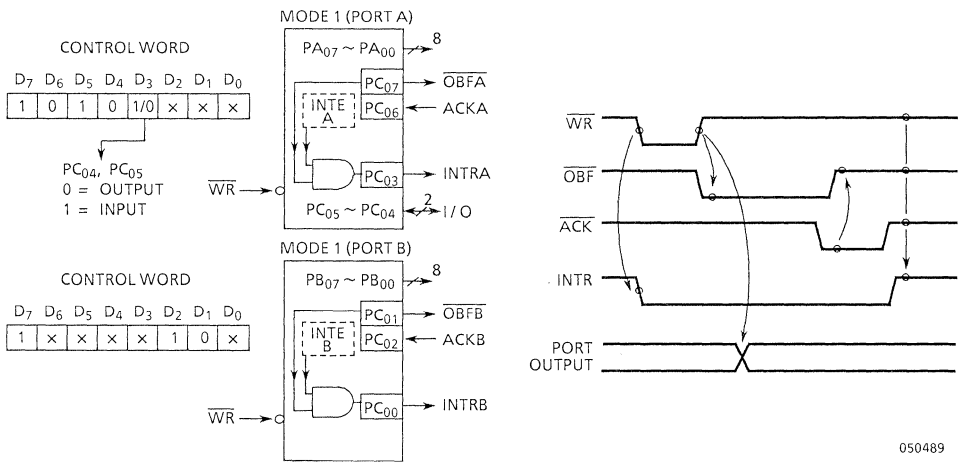 MODE 1 (PORT A)
CONTROL WORD
D7 D6 D5 D4 D3 D2 D1 D0
1 0 1 0 1/0 × × ×
PC04, PC05
0 = OUTPUT
1 = INPUT
WR
PA07 ~ PA00
8
PC07
OBFA
INTE A
PC06
ACKA
PC03
INTRA
PC05 ~ PC04
2
I/O
MODE 1 (PORT B)
CONTROL WORD
D7 D6 D5 D4 D3 D2 D1 D0
1 × × × × 1 0 ×
WR
PB07 ~ PB00
8
PC01
OBFB
INTE B
PC02
ACKB
PC00
INTRB
WR
OBF
ACK
INTR
PORT
OUTPUT
050489